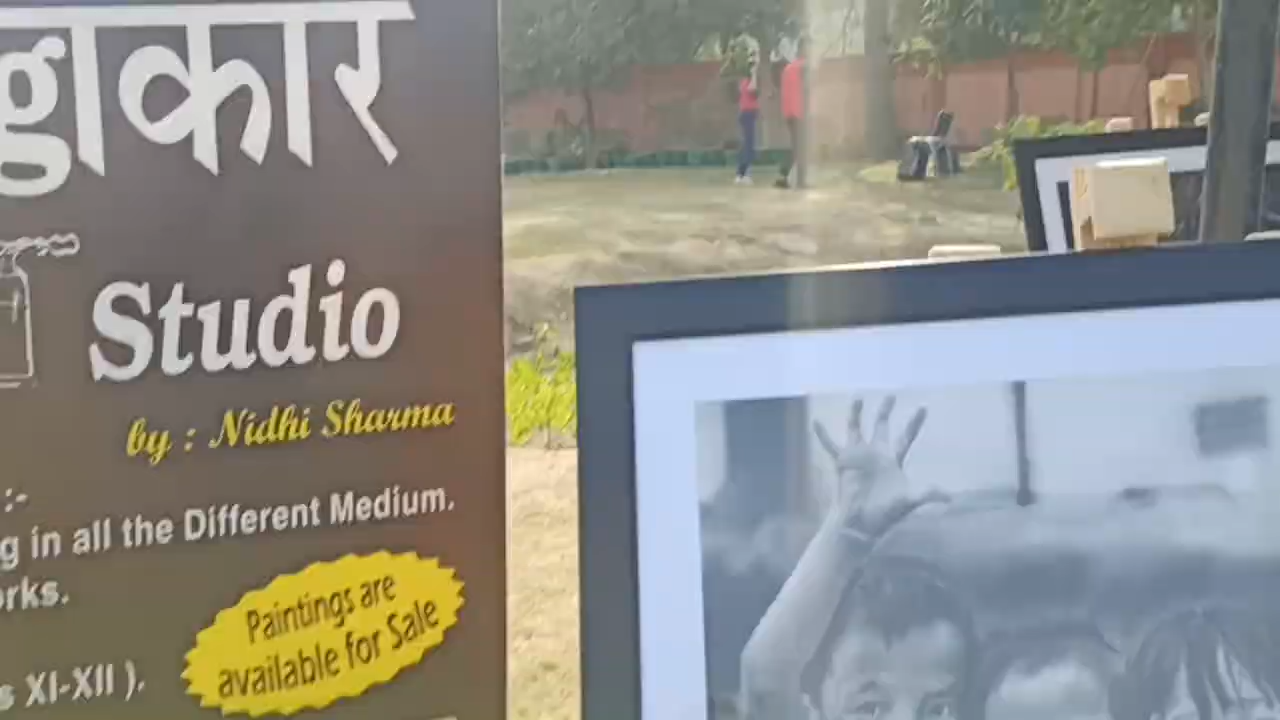 कार
Studio
by : Nidhi Sharma
:-
g in all the Different Medium.
rks.
Paintings are
available for Sale
s XI-XII ).